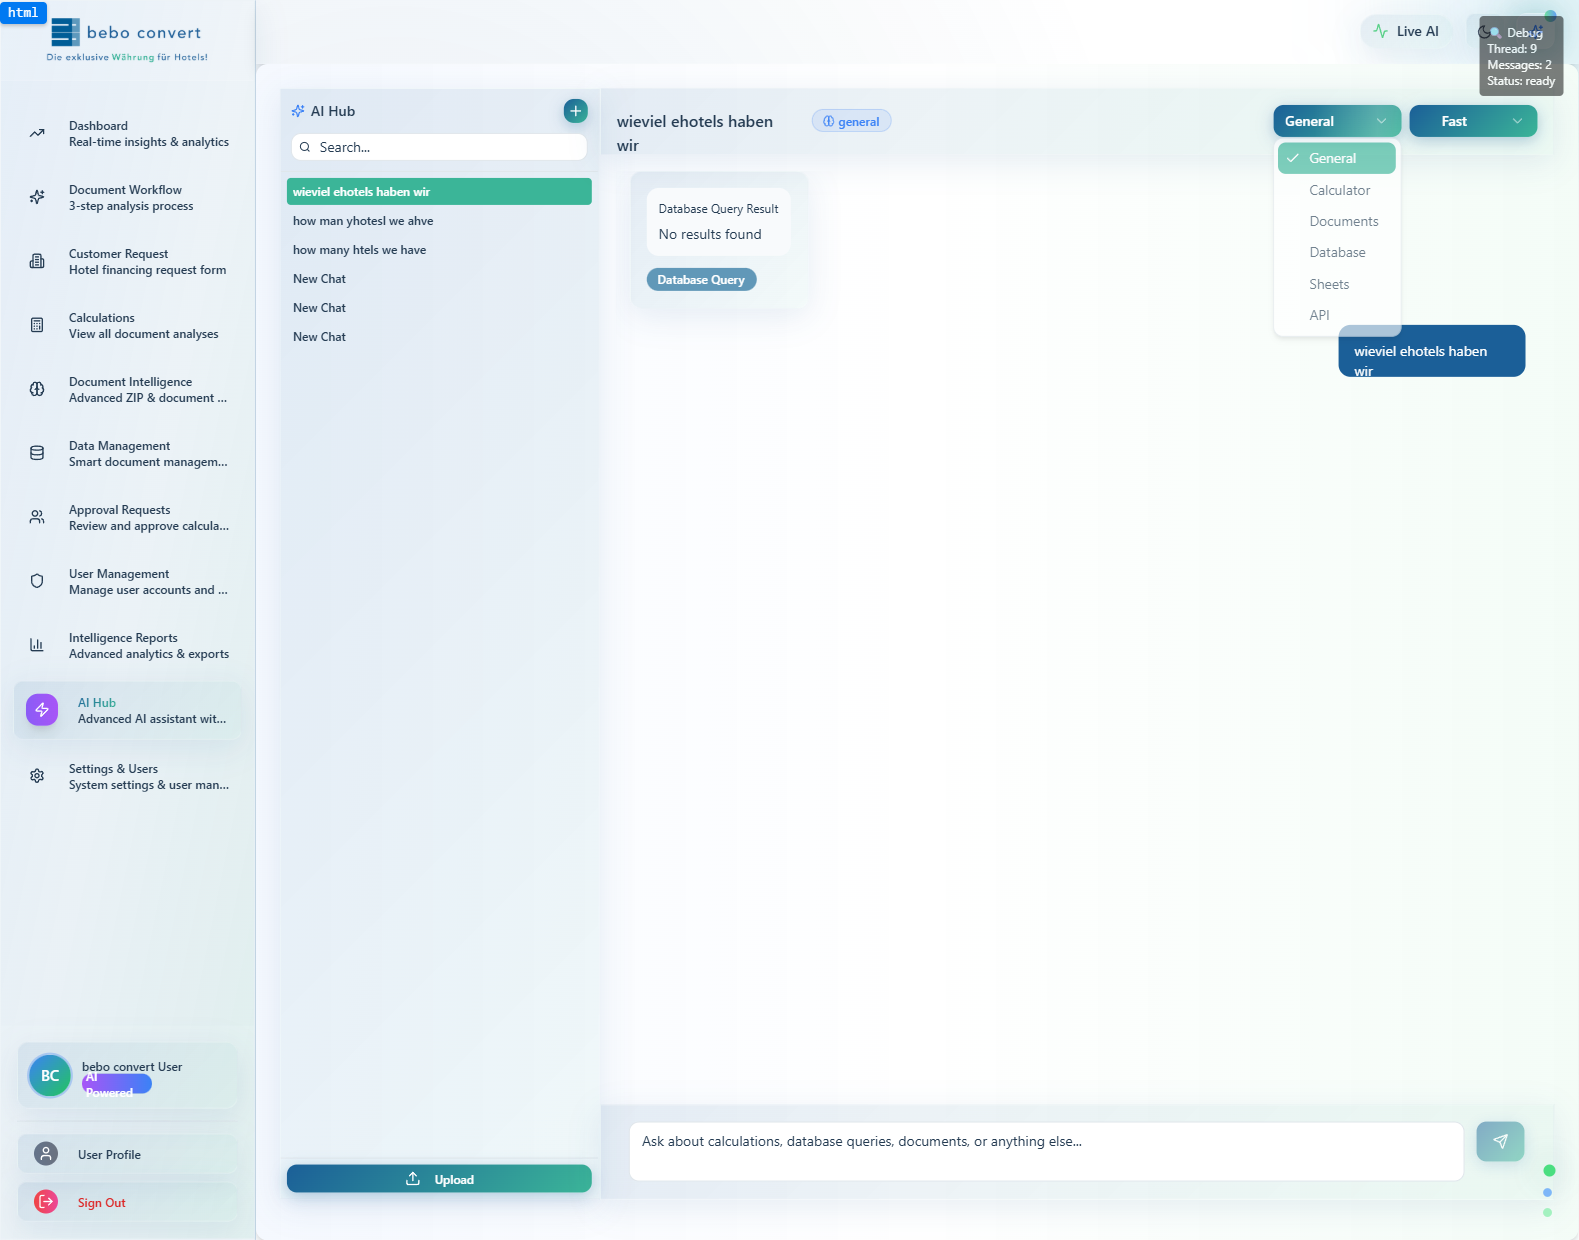 html
bebo convert
Die exklusive Währung für Hotels!
Dashboard
Real-time insights & analytics
Document Workflow
3-step analysis process
Customer Request
Hotel financing request form
Calculations
View all document analyses
Document Intelligence
Advanced ZIP & document ...
Data Management
Smart document managem...
Approval Requests
Review and approve calcula...
User Management
Manage user accounts and ...
Intelligence Reports
Advanced analytics & exports
AI Hub
Advanced AI assistant wit...
Settings & Users
System settings & user man...
BC
bebo convert User
AI
Powered
User Profile
Sign Out
AI Hub
Search...
wieviel ehotels haben wir
how man yhotesl we ahve
how many htels we have
New Chat
New Chat
New Chat
Upload
Live AI
Debug
Thread: 9
Messages: 2
Status: ready
wieviel ehotels haben
wir
general
General
Fast
General
Calculator
Documents
Database
Sheets
API
Database Query Result
No results found
Database Query
wieviel ehotels haben
wir
Ask about calculations, database queries, documents, or anything else...